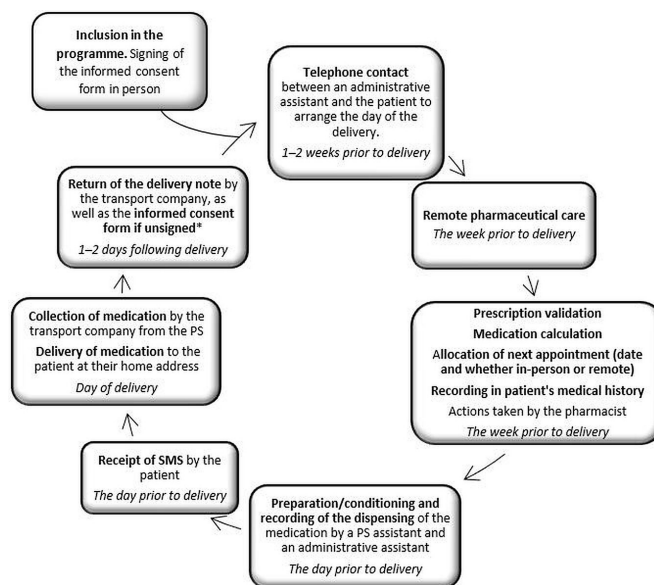 Inclusion in the
programme. Signing of
the informed consent
form in person
Telephone contact
between an administrative
assistant and the patient to
arrange the day of the
delivery.
1–2 weeks prior to delivery
Remote pharmaceutical care
The week prior to delivery
Prescription validation
Medication calculation
Allocation of next appointment (date
and whether in-person or remote)
Recording in patient's medical history
Actions taken by the pharmacist
The week prior to delivery
Preparation/conditioning and
recording of the dispensing of the
medication by a PS assistant and
an administrative assistant
The day prior to delivery
Receipt of SMS by the
patient
The day prior to delivery
Collection of medication by the
transport company from the PS
Delivery of medication to the
patient at their home address
Day of delivery
Return of the delivery note by
the transport company, as
well as the informed consent
form if unsigned*
1–2 days following delivery